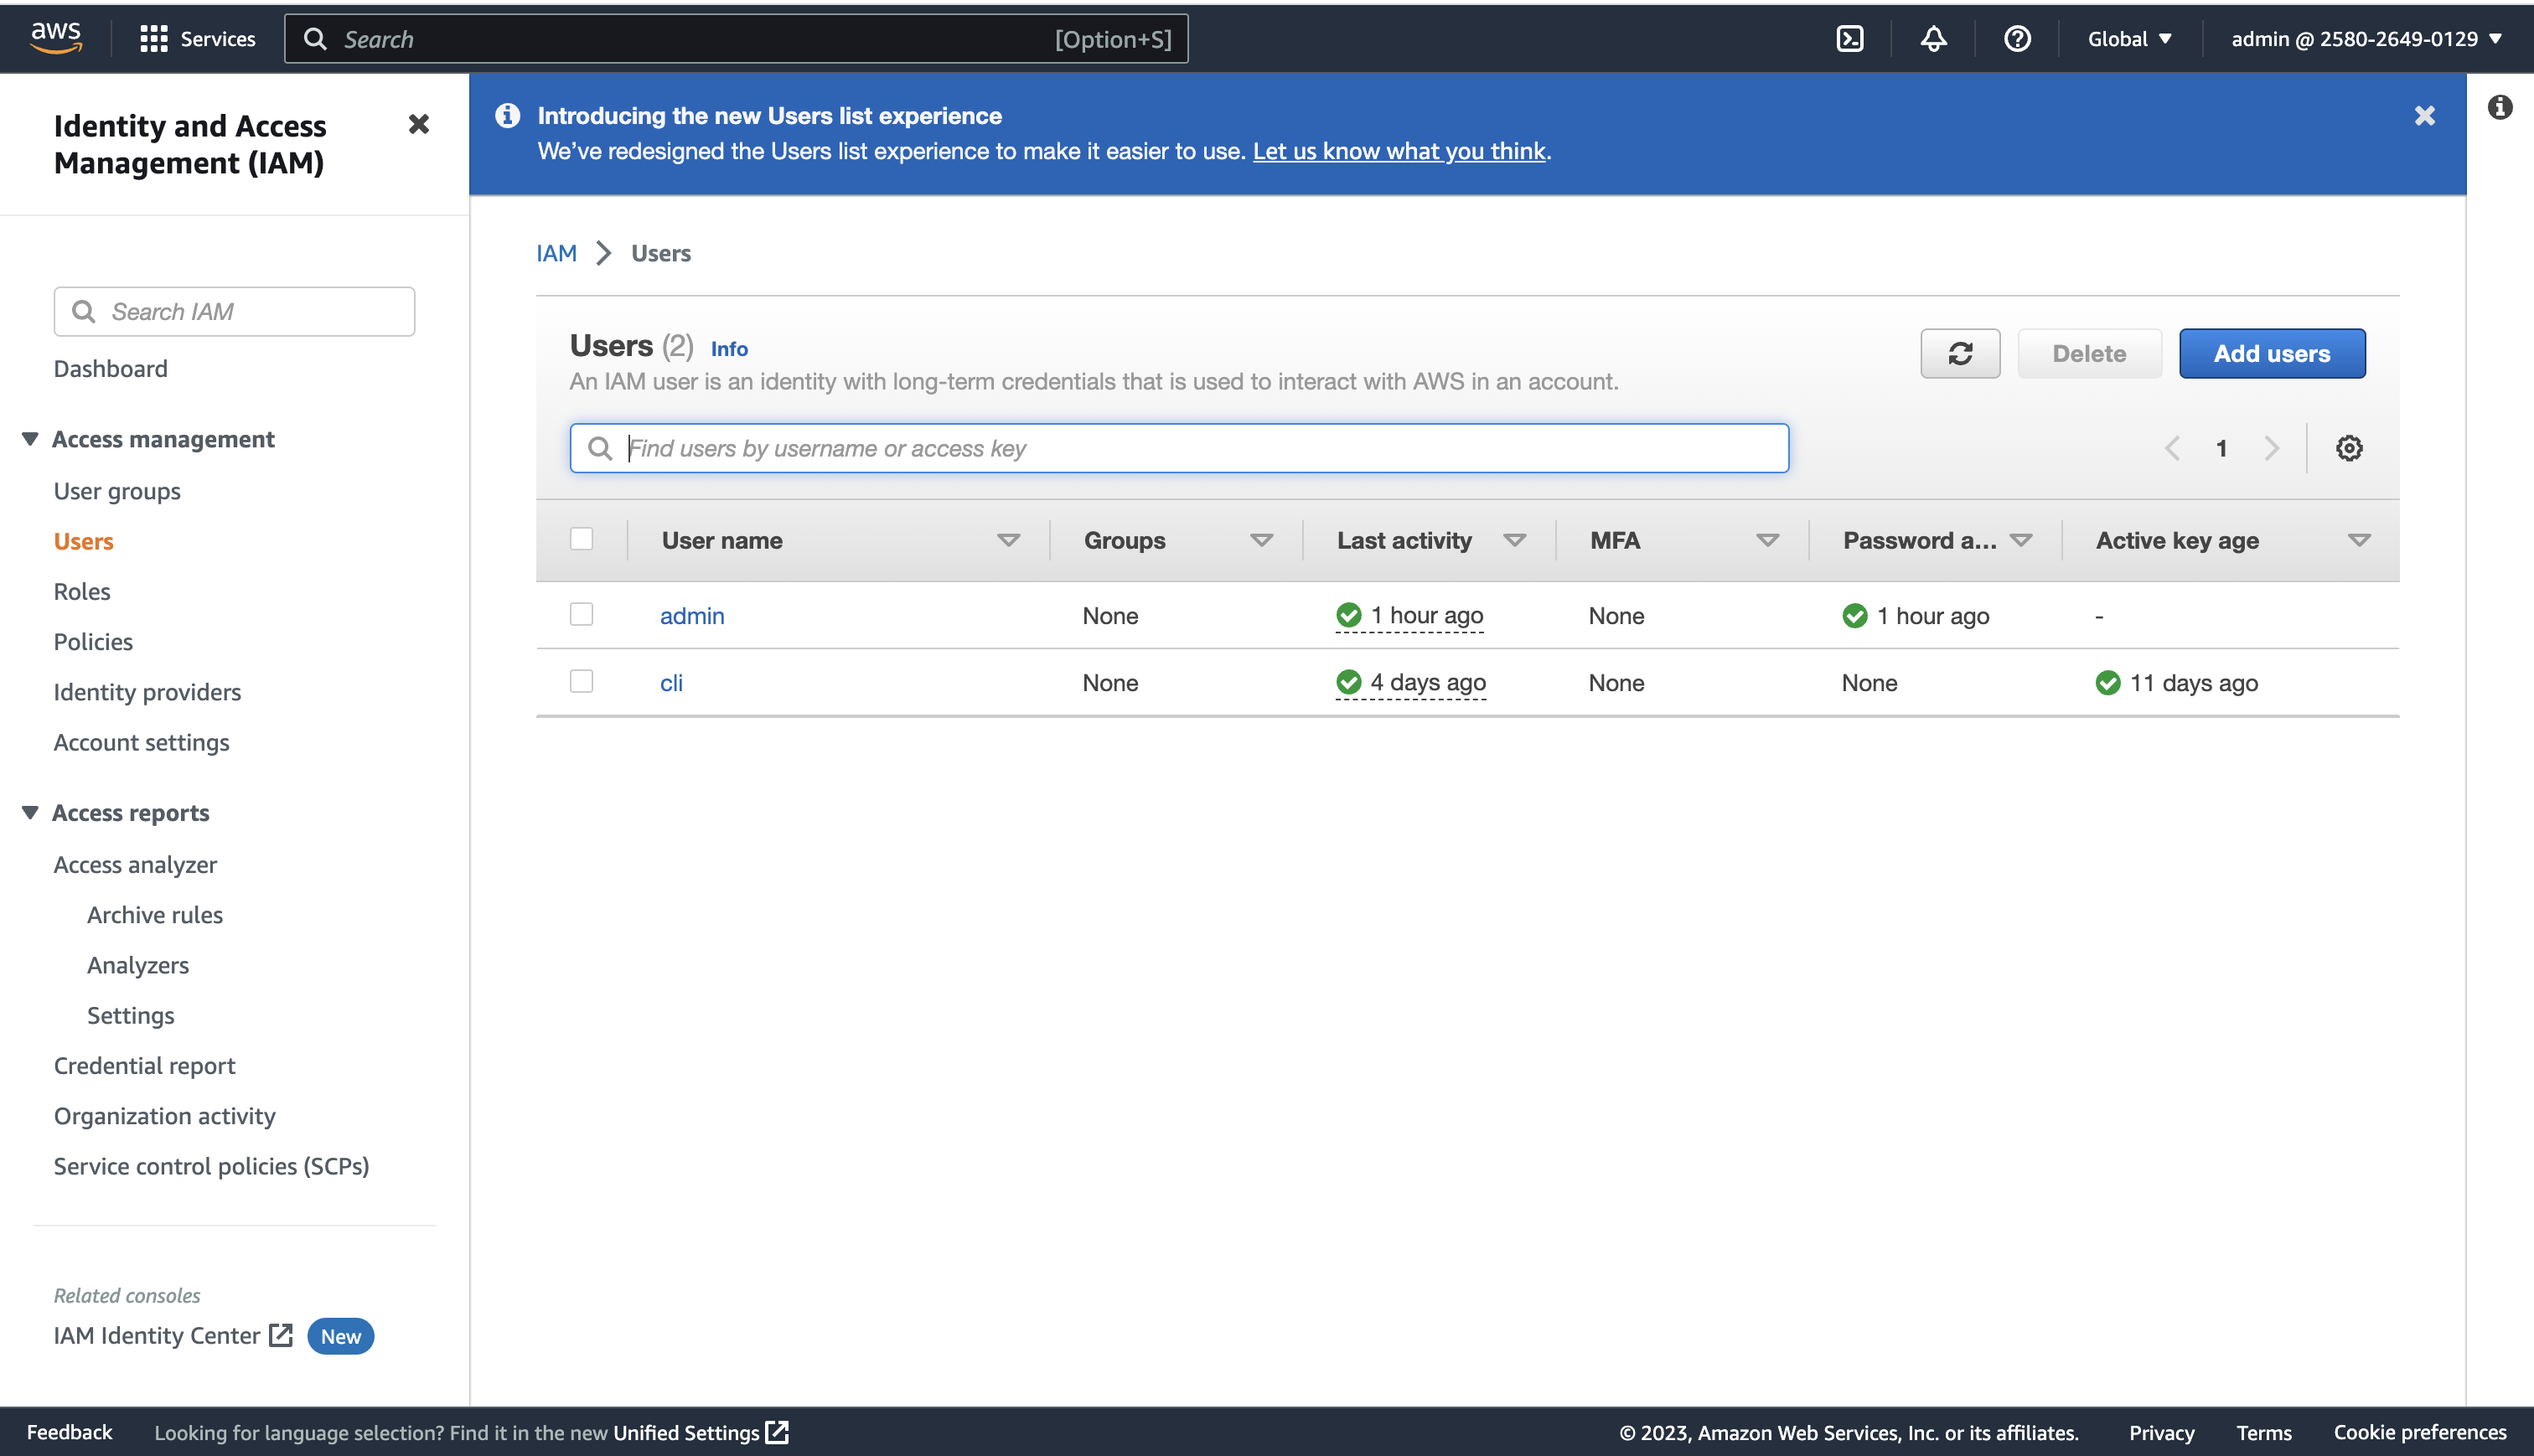 aws
Services
Search
[Option+S]
Global
admin @ 2580-2649-0129
Identity and Access
Management (IAM)
Search IAM
Dashboard
Access management
User groups
Users
Roles
Policies
Identity providers
Account settings
Access reports
Access analyzer
Archive rules
Analyzers
Settings
Credential report
Organization activity
Service control policies (SCPs)
Related consoles
IAM Identity Center New
Introducing the new Users list experience
We've redesigned the Users list experience to make it easier to use. Let us know what you think.
IAM Users
Users (2) Info
An IAM user is an identity with long-term credentials that is used to interact with AWS in an account.
Delete
Add users
Find users by username or access key
1
User name Groups Last activity MFA Password a... Active key age
admin None 1 hour ago None 1 hour ago -
cli None 4 days ago None None 11 days ago
Feedback Looking for language selection? Find it in the new Unified Settings © 2023, Amazon Web Services, Inc. or its affiliates. Privacy Terms Cookie preferences